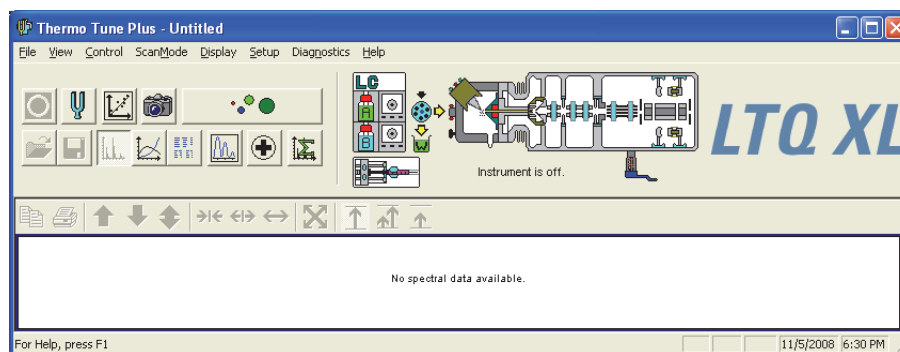 Thermo Tune Plus - Untitled
File View Control ScanMode Display Setup Diagnostics Help
LC
A
B
W
Instrument is off.
LTQ XL
No spectral data available.
For Help, press F1
11/5/2008 6:30 PM